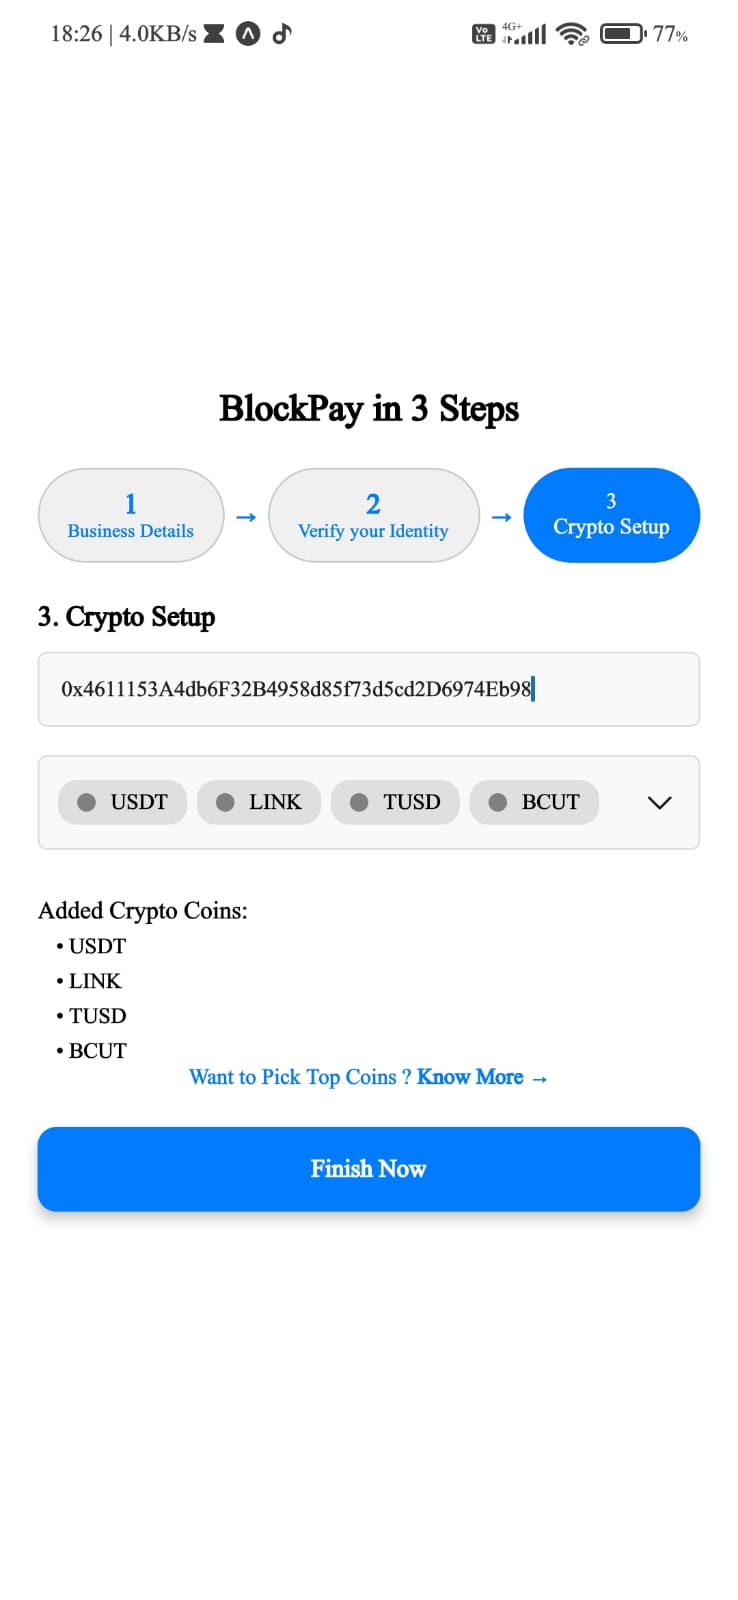 18:26 | 4.0KB/s
Vo LTE 4G+ 77%
BlockPay in 3 Steps
1
Business Details
→
2
Verify your Identity
→
3
Crypto Setup
3. Crypto Setup
0x4611153A4db6F32B4958d85f73d5cd2D6974Eb98
USDT LINK TUSD BCUT
Added Crypto Coins:
• USDT
• LINK
• TUSD
• BCUT
Want to Pick Top Coins ? Know More →
Finish Now